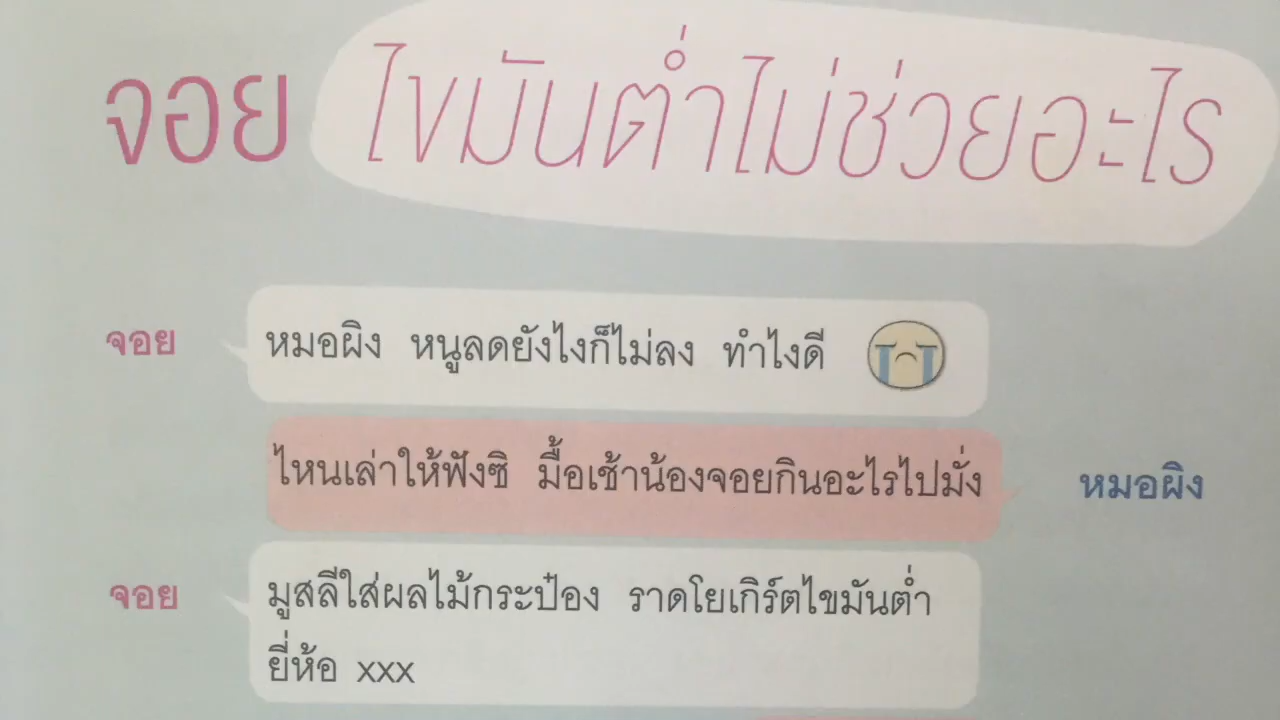 จอย ไขมันต่ำไม่ช่วยอะไร
จอย หมอผิง หนูลดยังไงก็ไม่ลง ทำไงดี
ไหนเล่าให้ฟังซิ มื้อเช้าน้องจอยกินอะไรไปมั่ง หมอผิง
จอย มูสลีใส่ผลไม้กระป๋อง ราดโยเกิร์ตไขมันต่ำ
ยี่ห้อ xxx